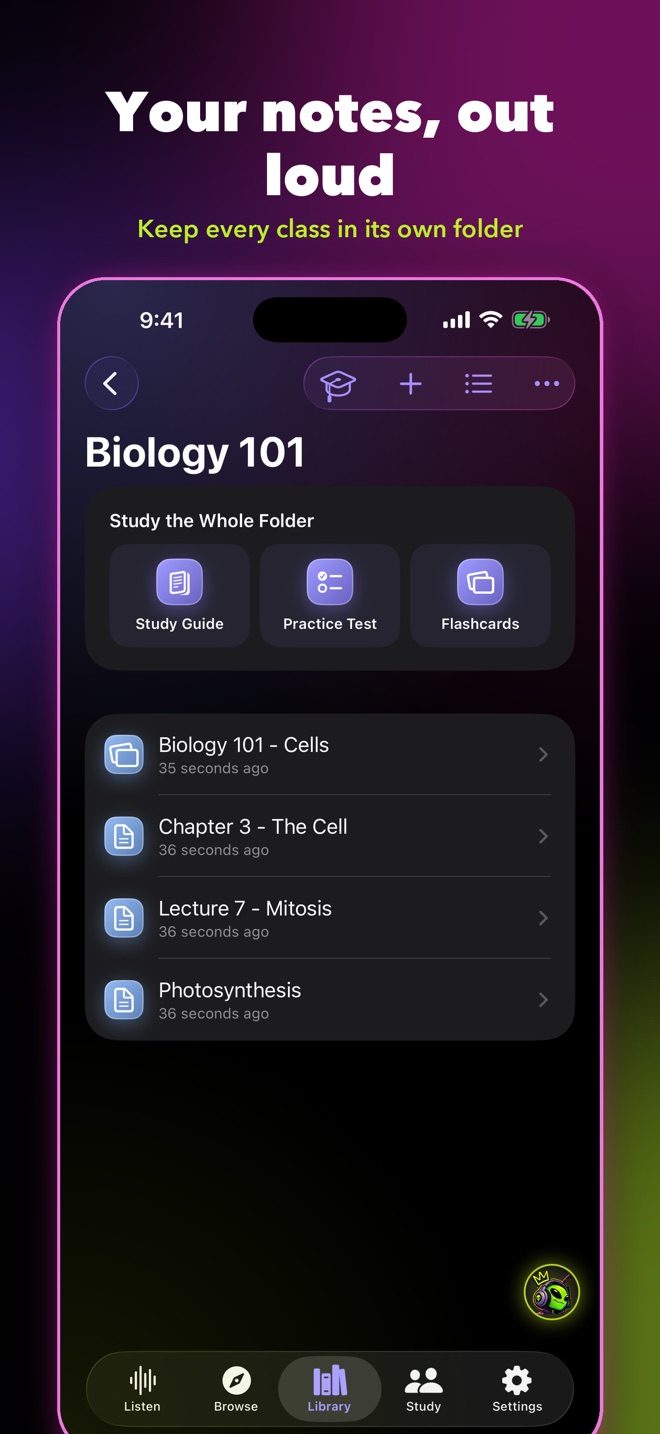 Your notes, out
loud
Keep every class in its own folder
9:41
Biology 101
Study the Whole Folder
Study Guide
Practice Test
Flashcards
Biology 101 - Cells
35 seconds ago
Chapter 3 - The Cell
36 seconds ago
Lecture 7 - Mitosis
36 seconds ago
Photosynthesis
36 seconds ago
Listen
Browse
Library
Study
Settings